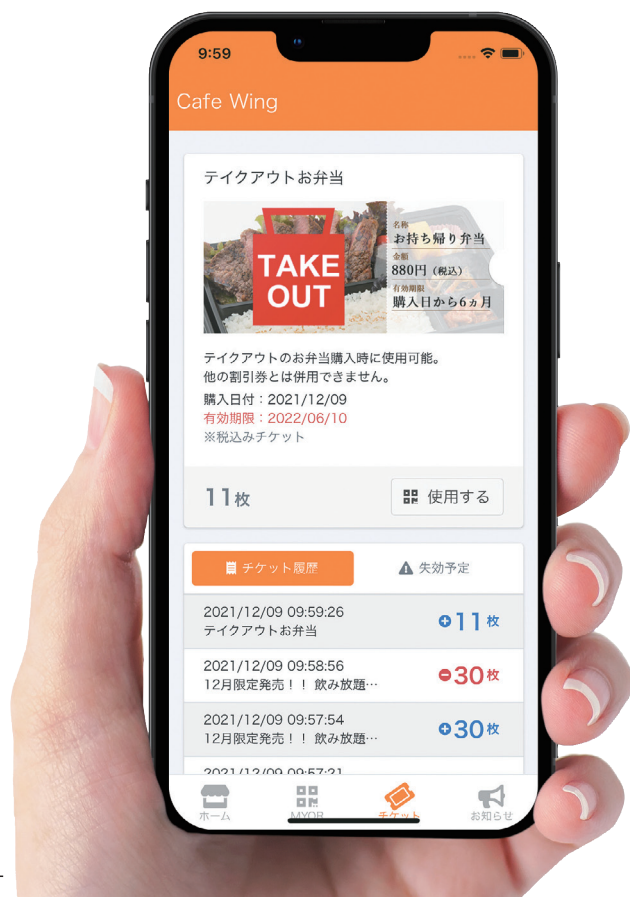 9:59
Cafe Wing
テイクアウトお弁当
TAKE
OUT
名称
お持ち帰り弁当
金額
880円（税込）
有効期限
購入日から6ヵ月
テイクアウトのお弁当購入時に使用可能。
他の割引券とは併用できません。
購入日付：2021/12/09
有効期限：2022/06/10
※税込みチケット
11枚
使用する
チケット履歴
失効予定
2021/12/09 09:59:26
テイクアウトお弁当
+11枚
2021/12/09 09:58:56
12月限定発売！！ 飲み放題…
-30枚
2021/12/09 09:57:54
12月限定発売！！ 飲み放題…
+30枚
2021/12/09 09:57:21
ホーム
MYQR
チケット
お知らせ